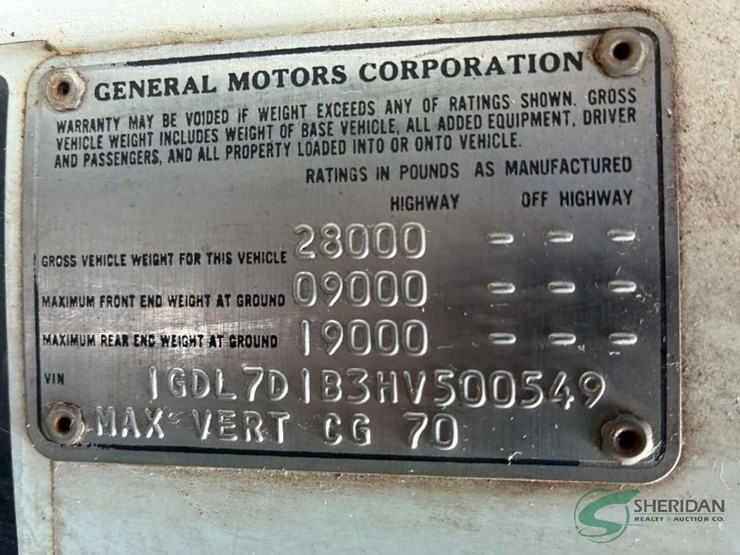 GENERAL MOTORS CORPORATION
WARRANTY MAY BE VOIDED IF WEIGHT EXCEEDS ANY OF RATINGS SHOWN. GROSS
VEHICLE WEIGHT INCLUDES WEIGHT OF BASE VEHICLE, ALL ADDED EQUIPMENT, DRIVER
AND PASSENGERS, AND ALL PROPERTY LOADED INTO OR ONTO VEHICLE.
RATINGS IN POUNDS AS MANUFACTURED
HIGHWAY OFF HIGHWAY
GROSS VEHICLE WEIGHT FOR THIS VEHICLE 28000 - - -
MAXIMUM FRONT END WEIGHT AT GROUND 09000 - - -
MAXIMUM REAR END WEIGHT AT GROUND 19000 - - -
VIN 1GDL7D1B3HV500549
MAX VERT CG 70
SHERIDAN
REALTY & AUCTION CO.